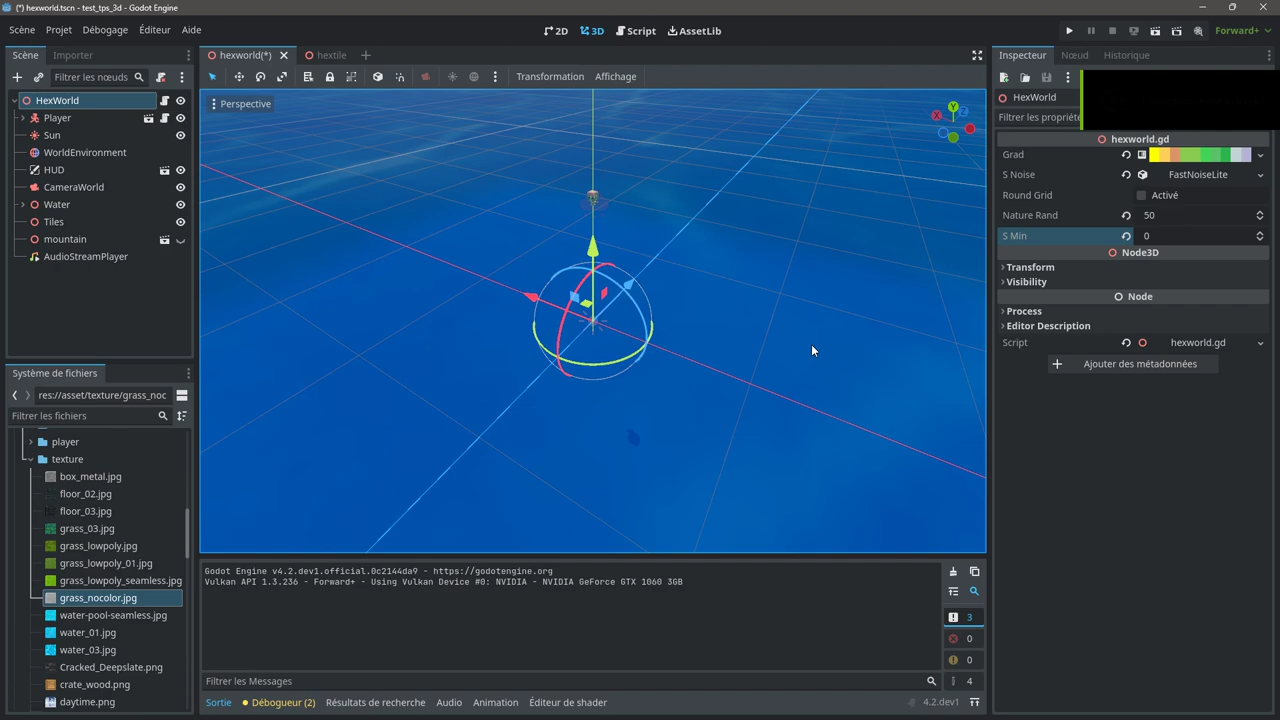 (*) hexworld.tscn - test_tps_3d - Godot Engine
Scène Projet Débogage Éditeur Aide
2D 3D Script AssetLib
Forward+
Scène Importer
Filtrer les nœuds
HexWorld
Player
Sun
WorldEnvironment
HUD
CameraWorld
Water
Tiles
mountain
AudioStreamPlayer
Système de fichiers
res://asset/texture/grass_noc
Filtrer les fichiers
player
texture
box_metal.jpg
floor_02.jpg
floor_03.jpg
grass_03.jpg
grass_lowpoly.jpg
grass_lowpoly_01.jpg
grass_lowpoly_seamless.jpg
grass_nocolor.jpg
water-pool-seamless.jpg
water_01.jpg
water_03.jpg
Cracked_Deepslate.png
crate_wood.png
daytime.png
hexworld(*) hextile
Transformation Affichage
Perspective
Y
X
Z
Godot Engine v4.2.dev1.official.0c2144da9 - https://godotengine.org
Vulkan API 1.3.236 - Forward+ - Using Vulkan Device #0: NVIDIA - NVIDIA GeForce GTX 1060 3GB
3
0
0
4
Filtrer les Messages
Sortie Débogueur (2) Résultats de recherche Audio Animation Éditeur de shader
4.2.dev1
Inspecteur Nœud Historique
HexWorld
Filtrer les propriété
hexworld.gd
Grad
S Noise FastNoiseLite
Round Grid Activé
Nature Rand 50
S Min 0
Node3D
Transform
Visibility
Node
Process
Editor Description
Script hexworld.gd
Ajouter des métadonnées